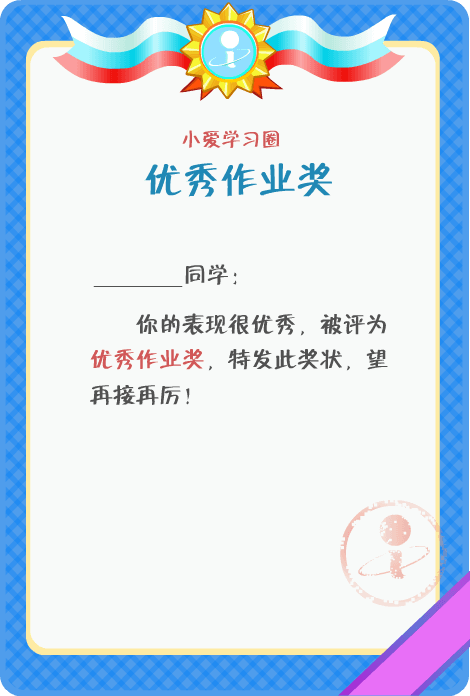 小爱学习圈
优秀作业奖
________同学；
你的表现很优秀，被评为
优秀作业奖，特发此奖状，望
再接再厉！